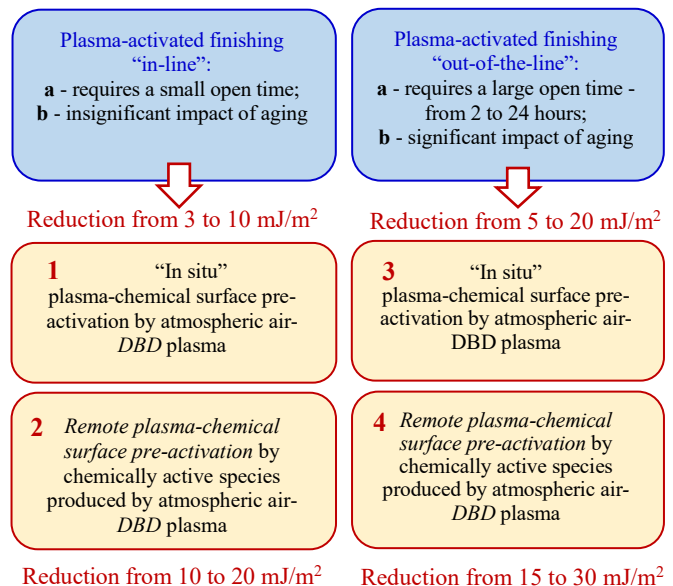 Plasma-activated finishing
“in-line”:
a - requires a small open time;
b - insignificant impact of aging
Reduction from 3 to 10 mJ/m²
1 “In situ”
plasma-chemical surface pre-
activation by atmospheric air-
DBD plasma
2 Remote plasma-chemical
surface pre-activation by
chemically active species
produced by atmospheric air-
DBD plasma
Reduction from 10 to 20 mJ/m²
Plasma-activated finishing
“out-of-the-line”:
a - requires a large open time -
from 2 to 24 hours;
b - significant impact of aging
Reduction from 5 to 20 mJ/m²
3 “In situ”
plasma-chemical surface pre-
activation by atmospheric air-
DBD plasma
4 Remote plasma-chemical
surface pre-activation by
chemically active species
produced by atmospheric air-
DBD plasma
Reduction from 15 to 30 mJ/m²